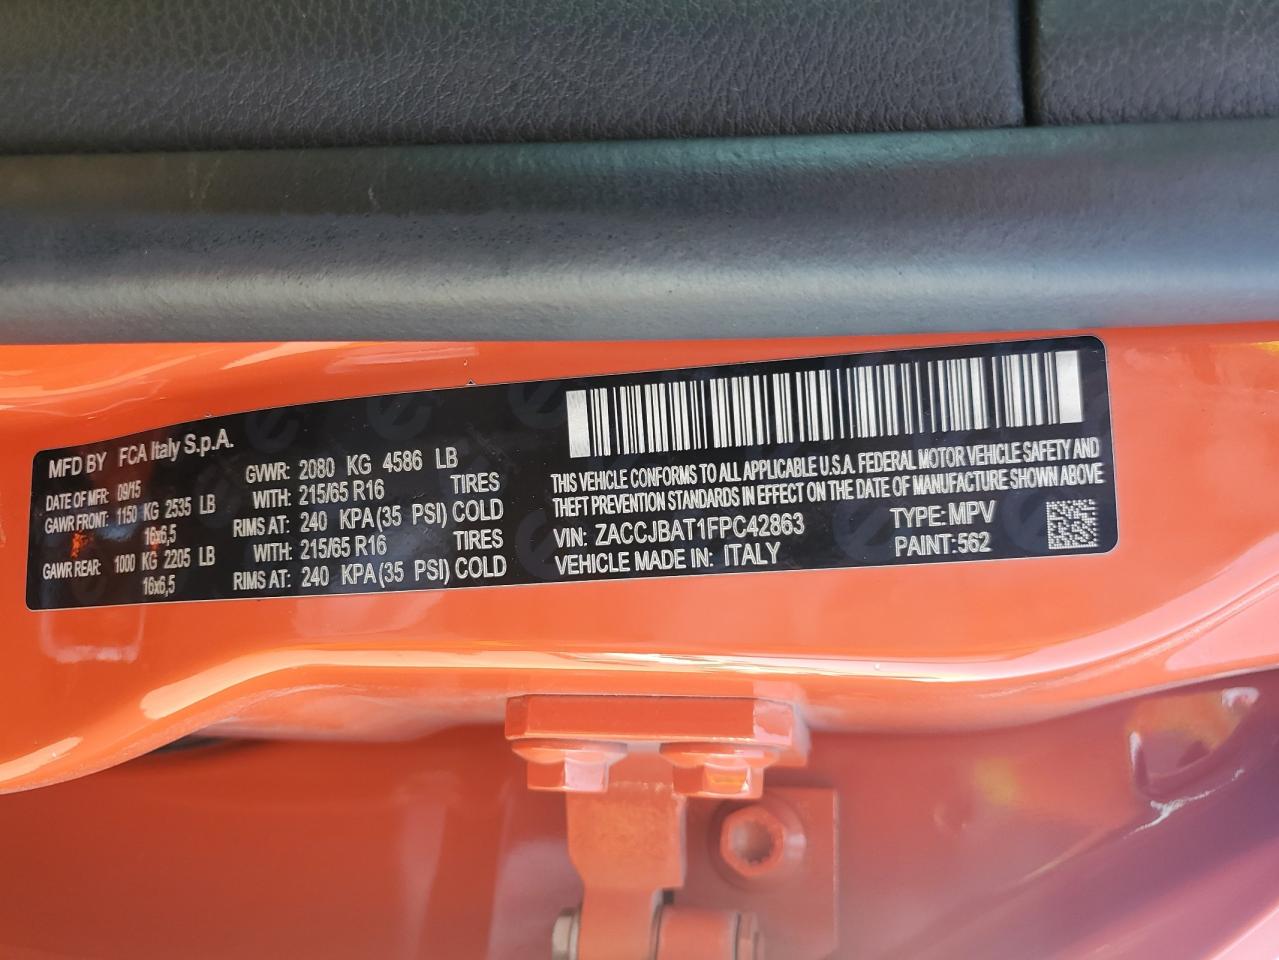 MFD BY FCA Italy S.p.A.
DATE OF MFR: 09/15 GVWR: 2080 KG 4586 LB
GAWR FRONT: 1150 KG 2535 LB WITH: 215/65 R16 TIRES
16x6,5 RIMS AT: 240 KPA(35 PSI) COLD
GAWR REAR: 1000 KG 2205 LB WITH: 215/65 R16 TIRES
16x6,5 RIMS AT: 240 KPA(35 PSI) COLD
THIS VEHICLE CONFORMS TO ALL APPLICABLE U.S.A. FEDERAL MOTOR VEHICLE SAFETY AND
THEFT PREVENTION STANDARDS IN EFFECT ON THE DATE OF MANUFACTURE SHOWN ABOVE
VIN: ZACCJBAT1FPC42863 TYPE: MPV
VEHICLE MADE IN: ITALY PAINT: 562